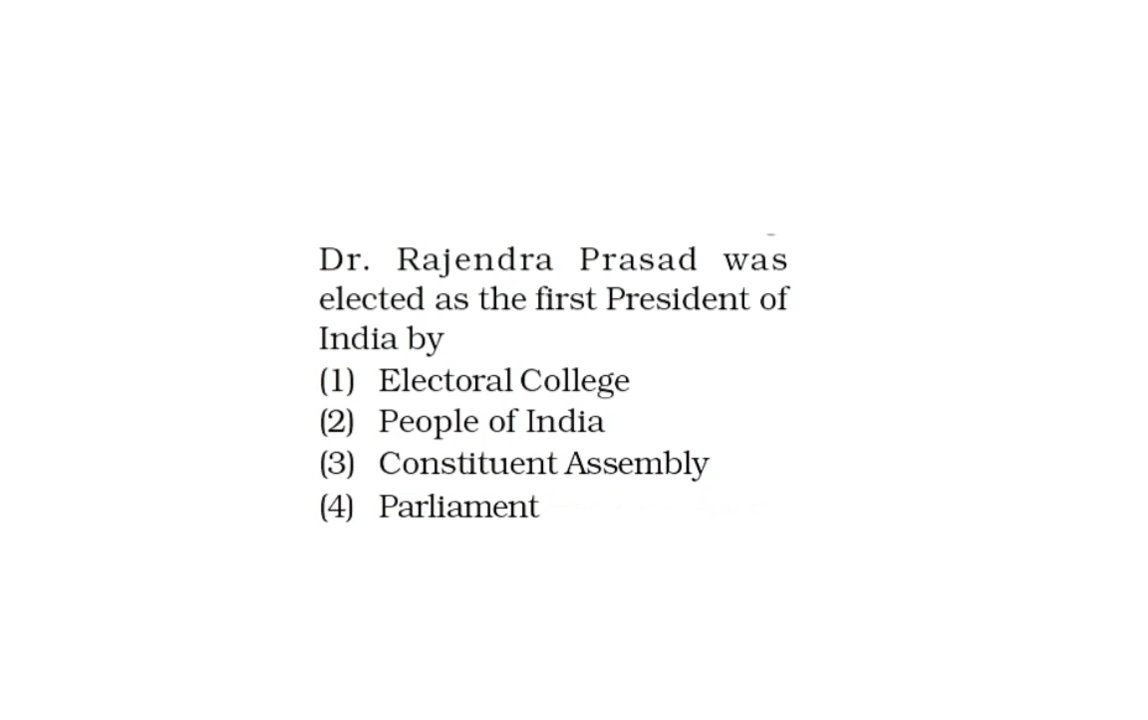 Dr. Rajendra Prasad was
elected as the first President of
India by
(1) Electoral College
(2) People of India
(3) Constituent Assembly
(4) Parliament